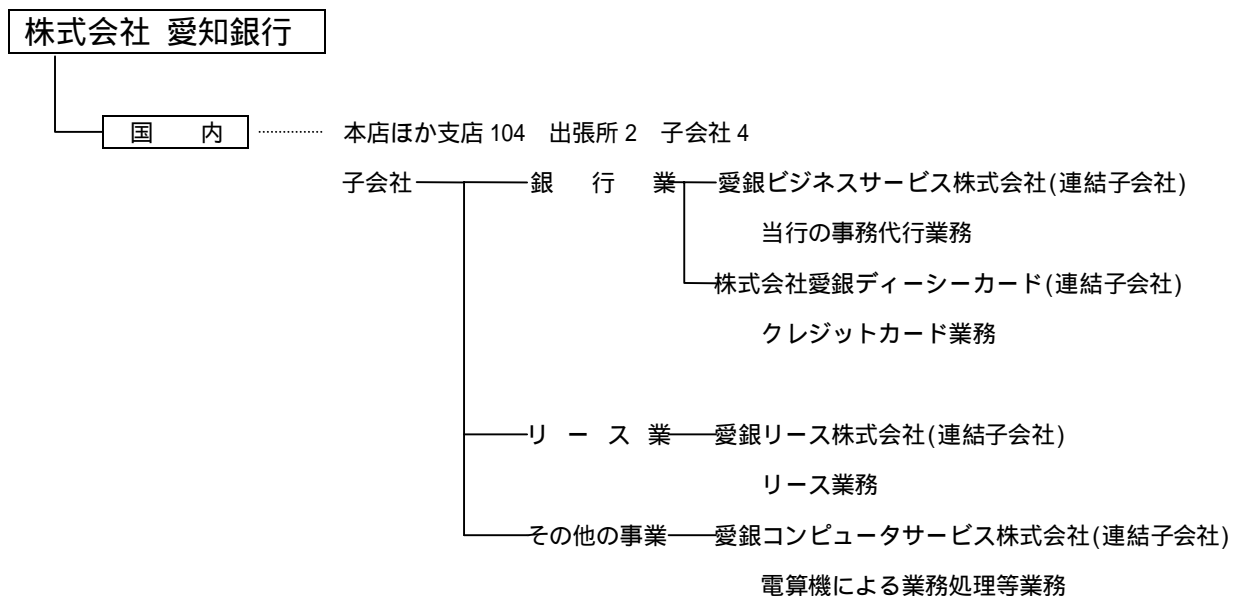 株式会社 愛知銀行
国 内 本店ほか支店 104 出張所 2 子会社 4
子会社 銀 行 業 愛銀ビジネスサービス株式会社(連結子会社)
当行の事務代行業務
株式会社愛銀ディーシーカード(連結子会社)
クレジットカード業務
リ ー ス 業 愛銀リース株式会社(連結子会社)
リース業務
その他の事業 愛銀コンピュータサービス株式会社(連結子会社)
電算機による業務処理等業務